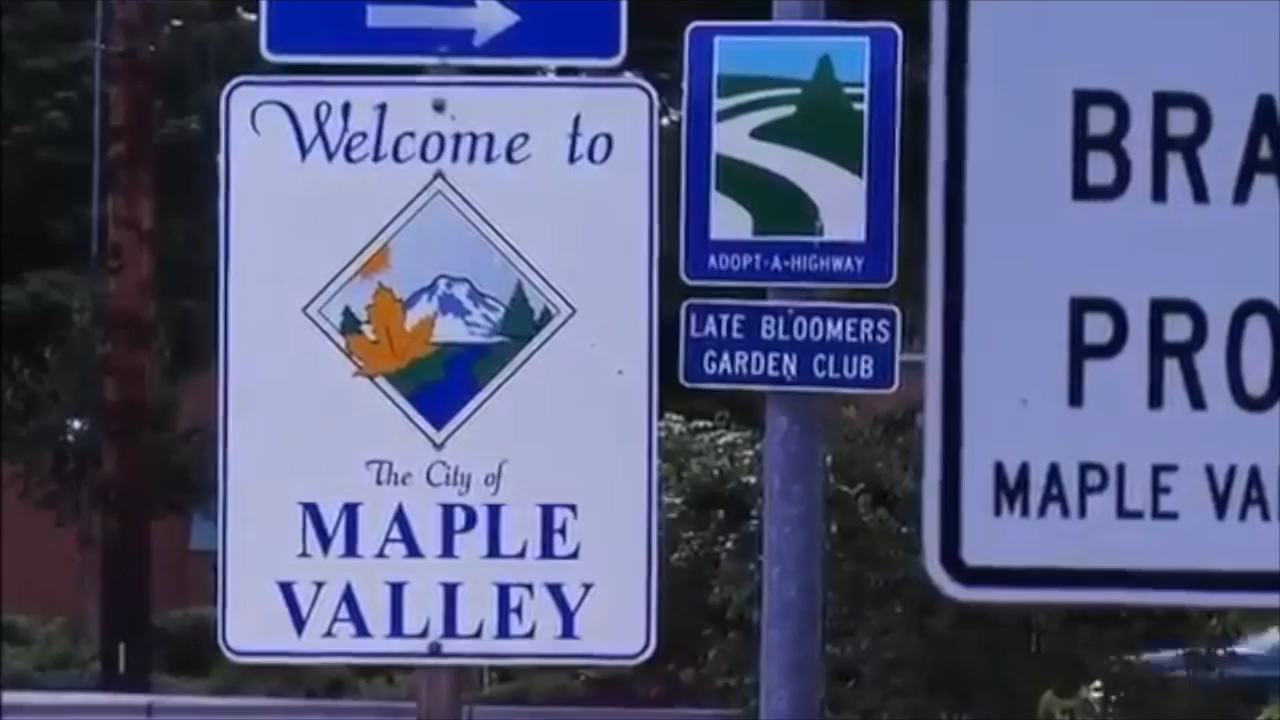 Welcome to
The City of
MAPLE
VALLEY
ADOPT-A-HIGHWAY
LATE BLOOMERS
GARDEN CLUB
BRA
PRO
MAPLE VA